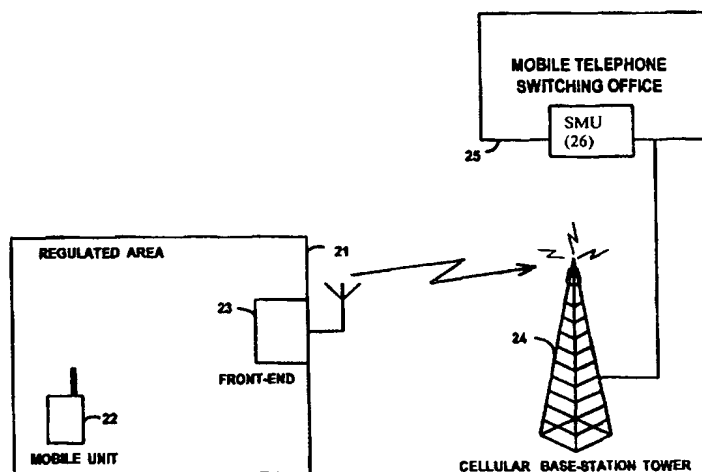 MOBILE TELEPHONE
SWITCHING OFFICE
SMU
(26)
25
REGULATED AREA
21
23
24
FRONT-END
22
MOBILE UNIT
CELLULAR BASE-STATION TOWER